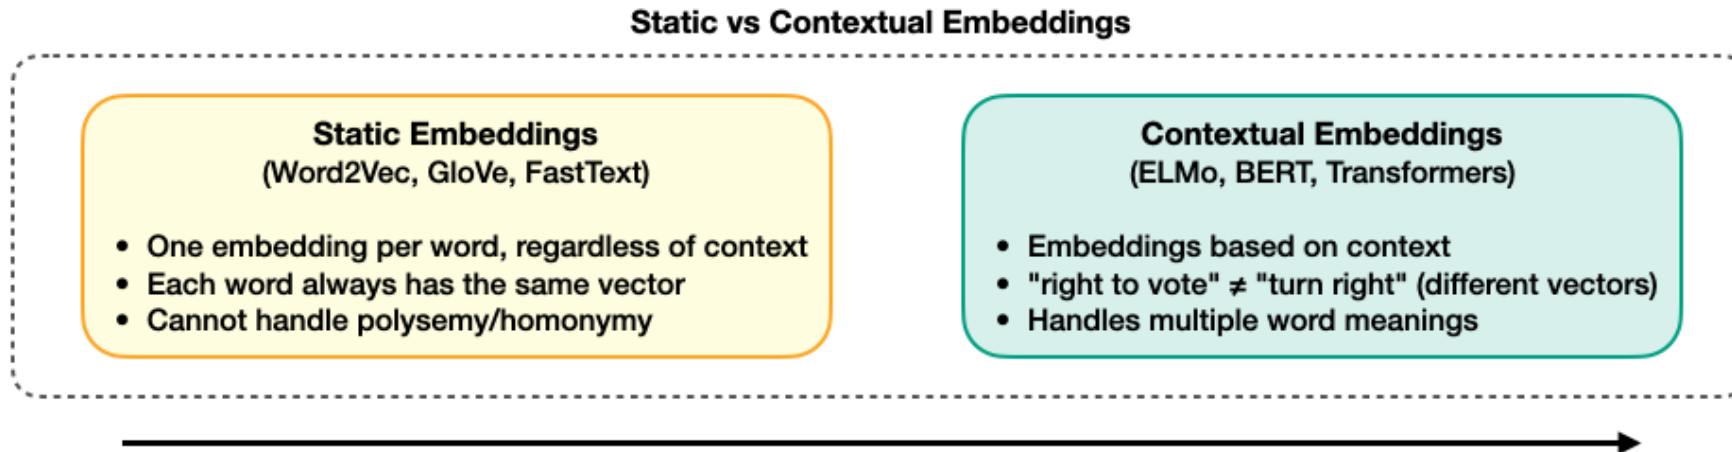 Static vs Contextual Embeddings
Static Embeddings
(Word2Vec, GloVe, FastText)
• One embedding per word, regardless of context
• Each word always has the same vector
• Cannot handle polysemy/homonymy
Contextual Embeddings
(ELMo, BERT, Transformers)
• Embeddings based on context
• "right to vote" ≠ "turn right" (different vectors)
• Handles multiple word meanings